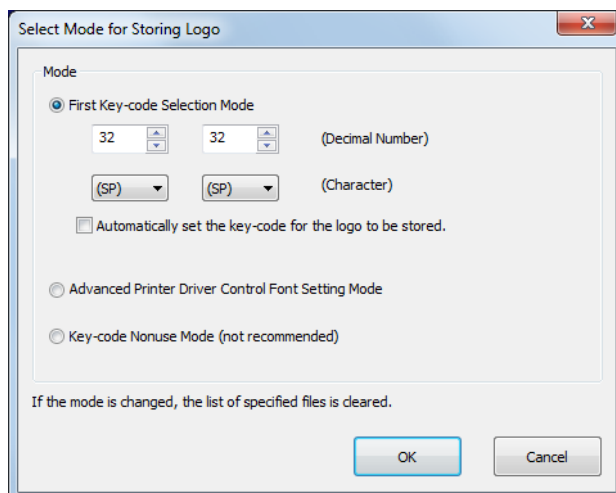 Select Mode for Storing Logo
Mode
First Key-code Selection Mode
32 32 (Decimal Number)
(SP) (SP) (Character)
Automatically set the key-code for the logo to be stored.
Advanced Printer Driver Control Font Setting Mode
Key-code Nonuse Mode (not recommended)
If the mode is changed, the list of specified files is cleared.
OK Cancel